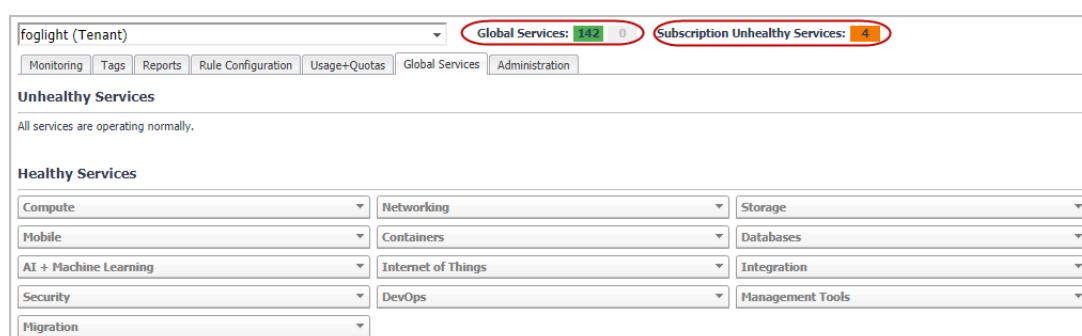 foglight (Tenant) Global Services: 142 0 Subscription Unhealthy Services: 4
Monitoring Tags Reports Rule Configuration Usage+Quotas Global Services Administration
Unhealthy Services
All services are operating normally.
Healthy Services
Compute Networking Storage
Mobile Containers Databases
AI + Machine Learning Internet of Things Integration
Security DevOps Management Tools
Migration